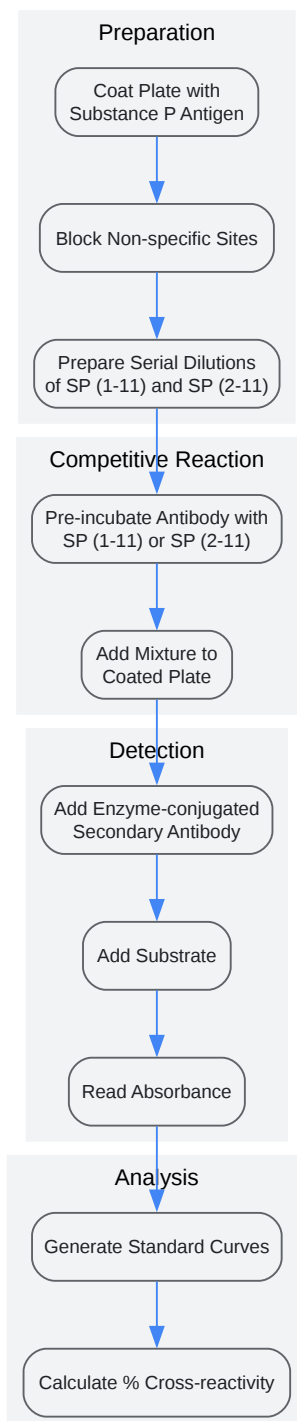 Preparation
Coat Plate with
Substance P Antigen
Block Non-specific Sites
Prepare Serial Dilutions
of SP (1-11) and SP (2-11)
Competitive Reaction
Pre-incubate Antibody with
SP (1-11) or SP (2-11)
Add Mixture to
Coated Plate
Detection
Add Enzyme-conjugated
Secondary Antibody
Add Substrate
Read Absorbance
Analysis
Generate Standard Curves
Calculate % Cross-reactivity